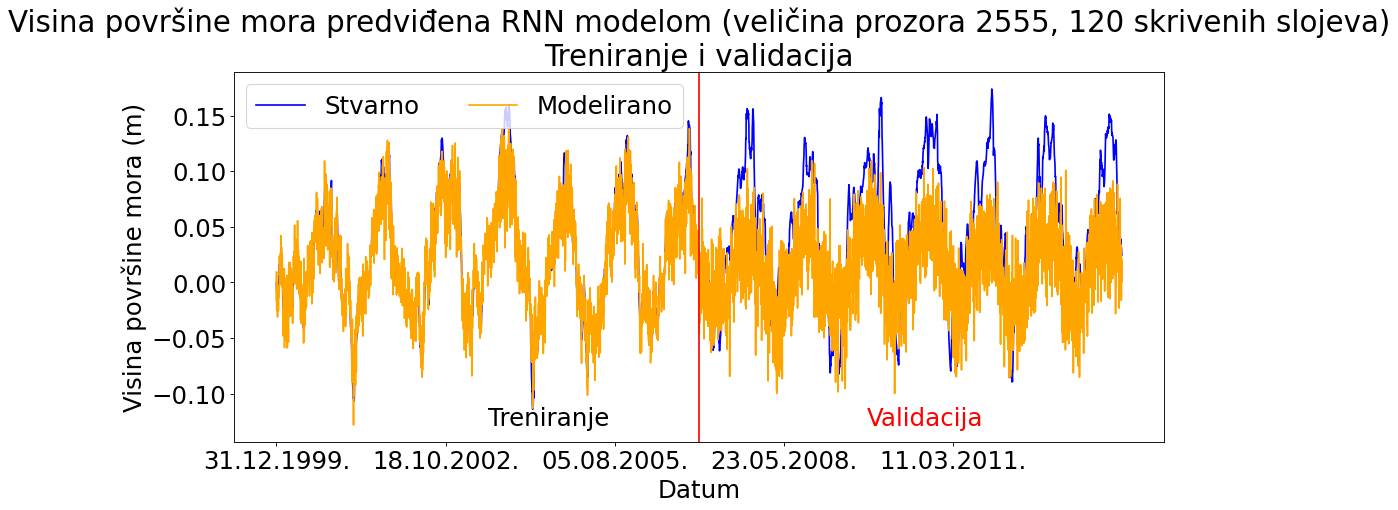 Visina površine mora predviđena RNN modelom (veličina prozora 2555, 120 skrivenih slojeva)
Treniranje i validacija
Stvarno
Modelirano
Visina površine mora (m)
0.15
0.10
0.05
0.00
−0.05
−0.10
Treniranje
Validacija
31.12.1999.
18.10.2002.
05.08.2005.
23.05.2008.
11.03.2011.
Datum